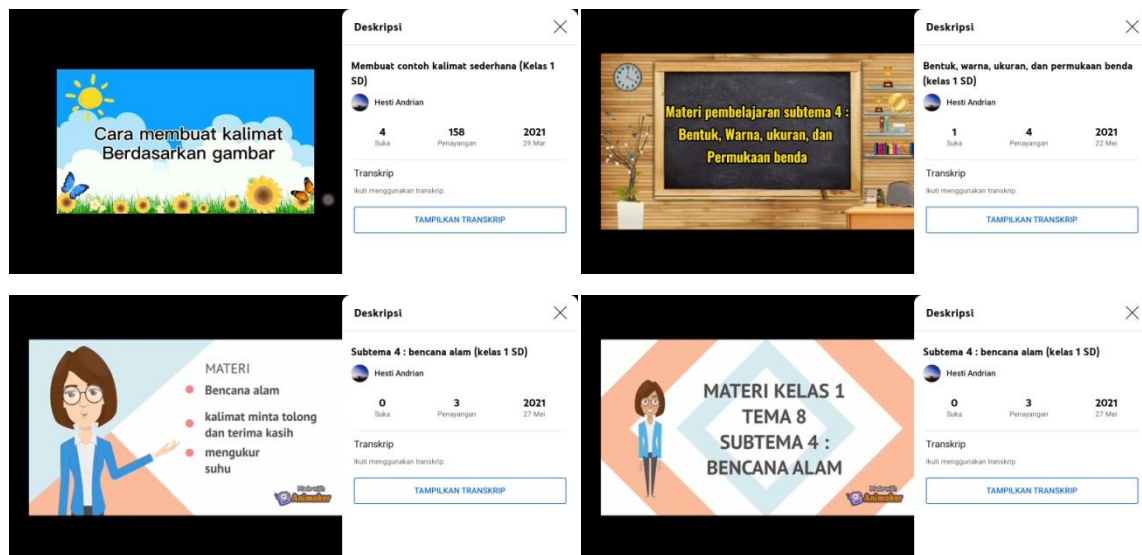 Cara membuat kalimat
Berdasarkan gambar
Deskripsi
Membuat contoh kalimat sederhana (Kelas 1
SD)
Hesti Andrian
4 158 2021
Suka Penayangan 29 Mar
Transkrip
Ikuti menggunakan transkrip.
TAMPILKAN TRANSKRIP
Materi pembelajaran subtema 4 :
Bentuk, Warna, ukuran, dan
Permukaan benda
Deskripsi
Bentuk, warna, ukuran, dan permukaan benda
(kelas 1 SD)
Hesti Andrian
1 4 2021
Suka Penayangan 22 Mei
Transkrip
Ikuti menggunakan transkrip.
TAMPILKAN TRANSKRIP
MATERI
Bencana alam
kalimat minta tolong
dan terima kasih
mengukur
suhu
Made with
Animaker
Deskripsi
Subtema 4 : bencana alam (kelas 1 SD)
Hesti Andrian
0 3 2021
Suka Penayangan 27 Mei
Transkrip
Ikuti menggunakan transkrip.
TAMPILKAN TRANSKRIP
MATERI KELAS 1
TEMA 8
SUBTEMA 4 :
BENCANA ALAM
Made with
Animaker
Deskripsi
Subtema 4 : bencana alam (kelas 1 SD)
Hesti Andrian
0 3 2021
Suka Penayangan 27 Mei
Transkrip
Ikuti menggunakan transkrip.
TAMPILKAN TRANSKRIP